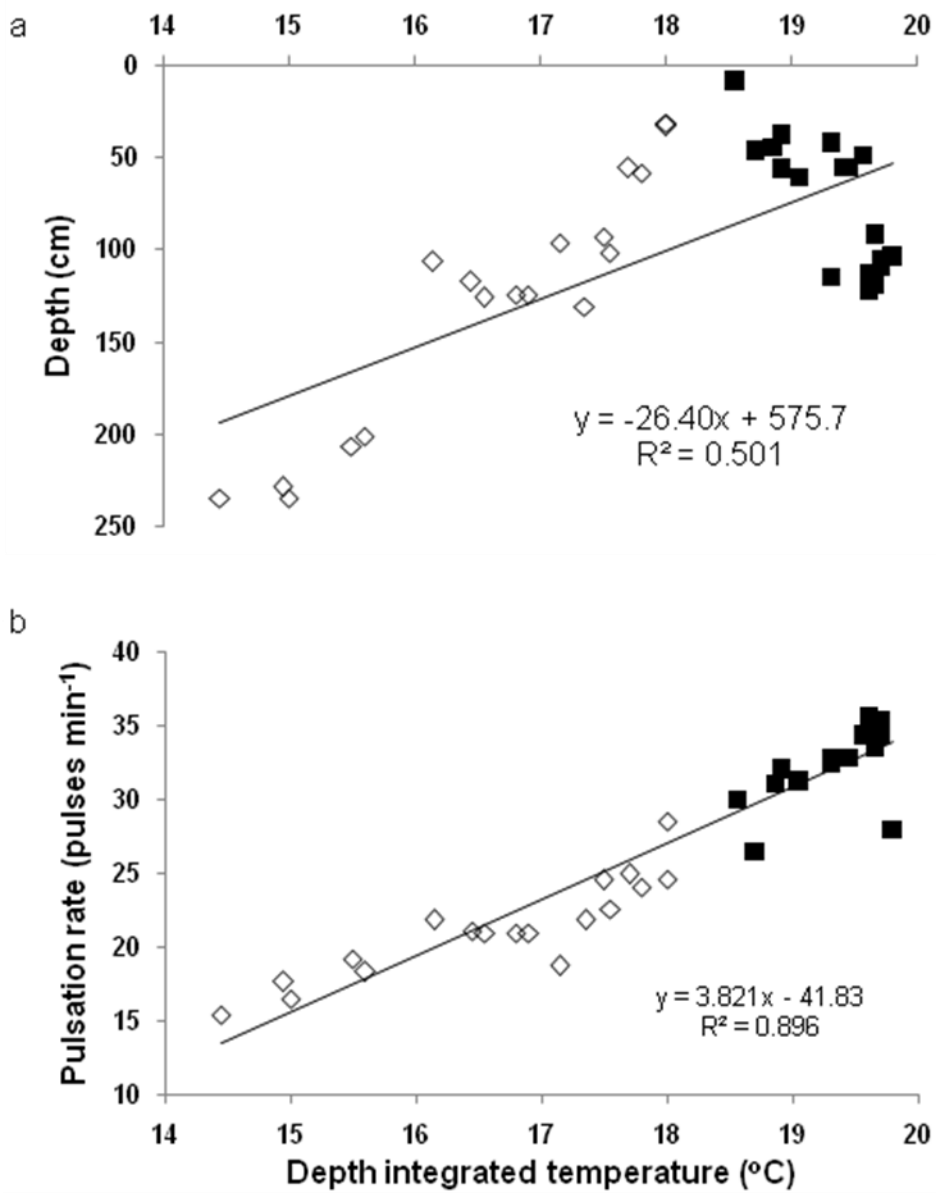 a
14 15 16 17 18 19 20
0
50
100
150
200
250
Depth (cm)
y = -26.40x + 575.7
R² = 0.501
b
40
35
30
25
20
15
10
Pulsation rate (pulses min⁻¹)
y = 3.821x - 41.83
R² = 0.896
14 15 16 17 18 19 20
Depth integrated temperature (ºC)